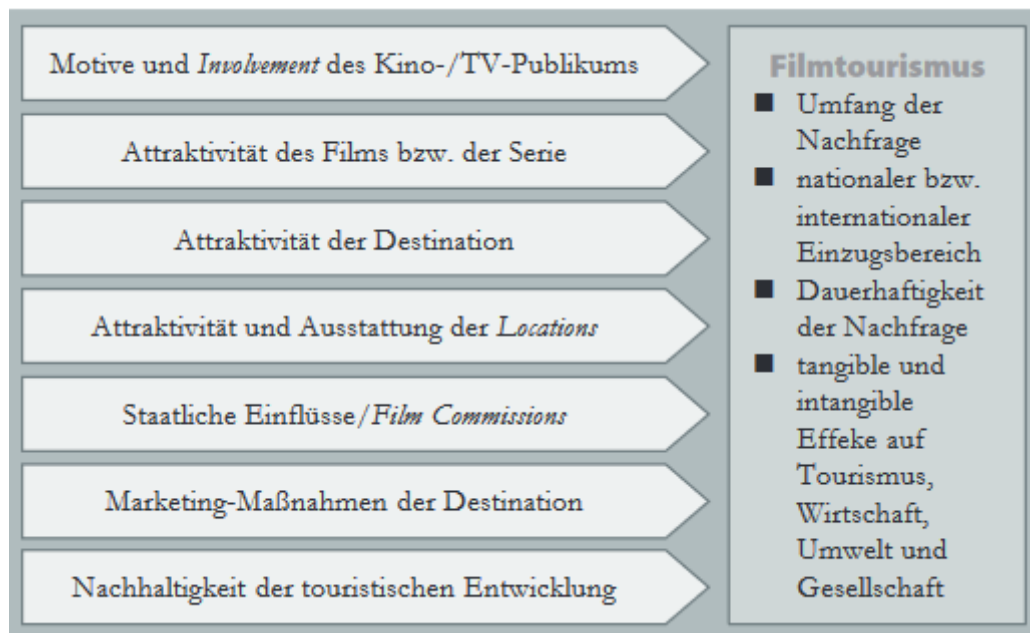 Motive und Involvement des Kino-/TV-Publikums
Attraktivität des Films bzw. der Serie
Attraktivität der Destination
Attraktivität und Ausstattung der Locations
Staatliche Einflüsse/Film Commissions
Marketing-Maßnahmen der Destination
Nachhaltigkeit der touristischen Entwicklung
Filmtourismus
■ Umfang der
Nachfrage
■ nationaler bzw.
internationaler
Einzugsbereich
■ Dauerhaftigkeit
der Nachfrage
■ tangible und
intangible
Effeke auf
Tourismus,
Wirtschaft,
Umwelt und
Gesellschaft